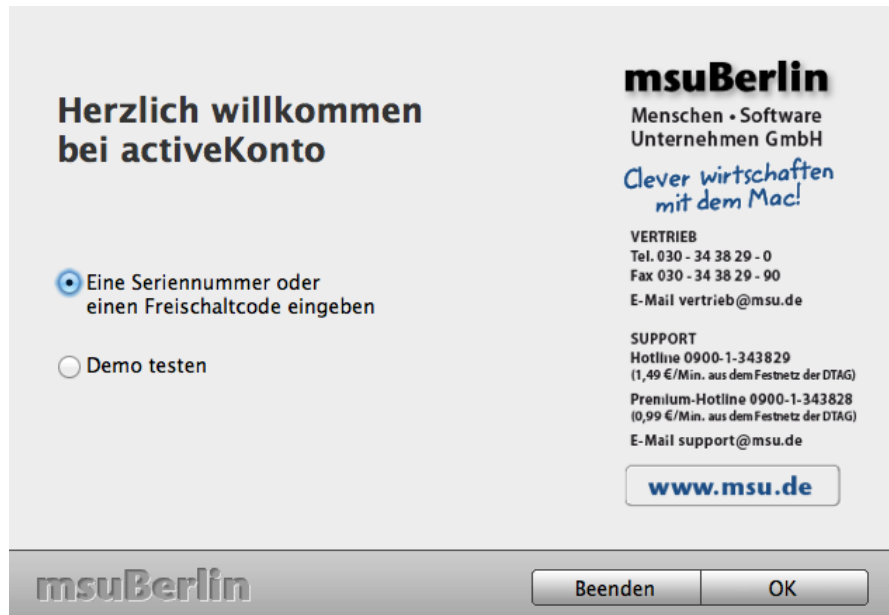 Herzlich willkommen
bei activeKonto
Eine Seriennummer oder
einen Freischaltcode eingeben
Demo testen
msuBerlin
Menschen • Software
Unternehmen GmbH
Clever wirtschaften
mit dem Mac!
VERTRIEB
Tel. 030 - 34 38 29 - 0
Fax 030 - 34 38 29 - 90
E-Mail vertrieb@msu.de
SUPPORT
Hotline 0900-1-343829
(1,49 €/Min. aus dem Festnetz der DTAG)
Premium-Hotline 0900-1-343828
(0,99 €/Min. aus dem Festnetz der DTAG)
E-Mail support@msu.de
www.msu.de
msuBerlin
Beenden
OK